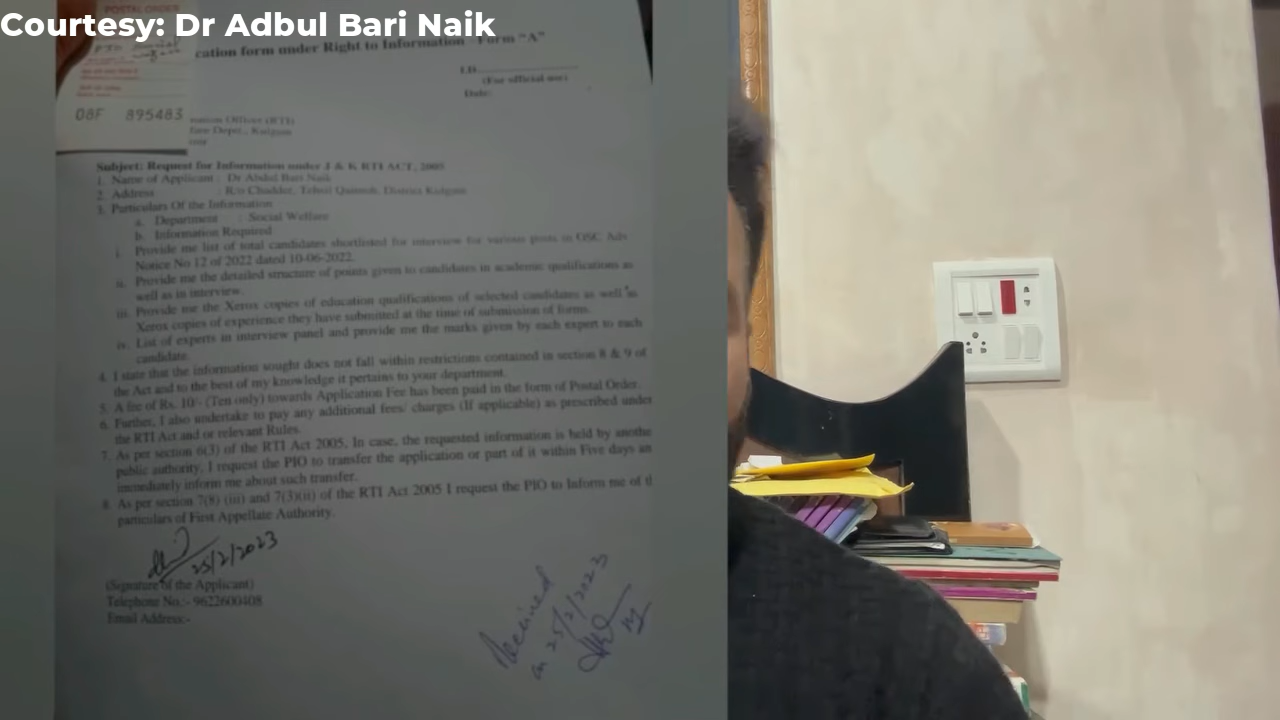 Courtesy: Dr Adbul Bari Naik
POSTAL ORDER
08F 895483
cation form under Right to Information Form "A"
I.D.
(For official use)
Date:
mation Officer (RTI)
fare Deptt., Kulgam
Subject: Request for Information under J & K RTI ACT, 2005
1. Name of Applicant : Dr Abdul Bari Naik
2. Address : R/o Chadder, Tehsil Qaimoh, District Kulgam
3. Particulars Of the Information
a. Department : Social Welfare
b. Information Required
i. Provide me list of total candidates shortlisted for interview for various posts in OSC, Adv.
Notice No 12 of 2022 dated 10-06-2022.
ii. Provide me the detailed structure of points given to candidates in academic qualifications as
well as in interview.
iii. Provide me the Xerox copies of education qualifications of selected candidates as well as
Xerox copies of experience they have submitted at the time of submission of forms.
iv. List of experts in interview panel and provide me the marks given by each expert to each
candidate.
4. I state that the information sought does not fall within restrictions contained in section 8 & 9 of
the Act and to the best of my knowledge it pertains to your department.
5. A fee of Rs. 10/- (Ten only) towards Application Fee has been paid in the form of Postal Order.
6. Further, I also undertake to pay any additional fees/ charges (If applicable) as prescribed under
the RTI Act and or relevant Rules.
7. As per section 6(3) of the RTI Act 2005, In case, the requested information is held by anothe
public authority, I request the PIO to transfer the application or part of it within Five days an
immediately inform me about such transfer.
8. As per section 7(8) (iii) and 7(3)(ii) of the RTI Act 2005 I request the PIO to Inform me of t
particulars of First Appellate Authority.
25/2/2023
(Signature of the Applicant)
Telephone No:- 9622600408
Email Address:-
Received
on 25/2/2023